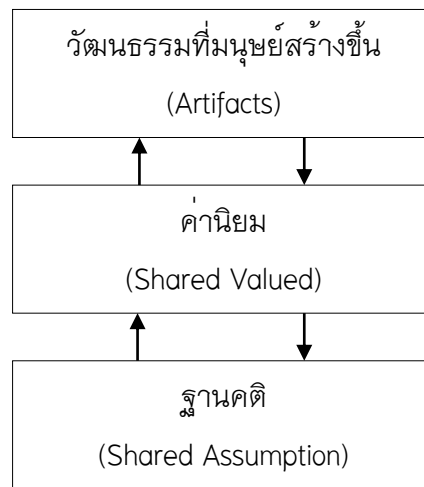 วัฒนธรรมที่มนุษย์สร้างขึ้น
(Artifacts)
ค่านิยม
(Shared Valued)
ฐานคติ
(Shared Assumption)